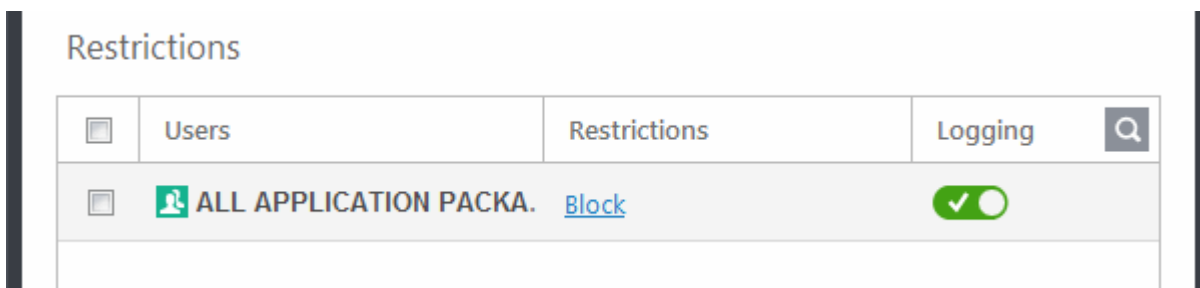 Restrictions
Users Restrictions Logging
ALL APPLICATION PACKA. Block